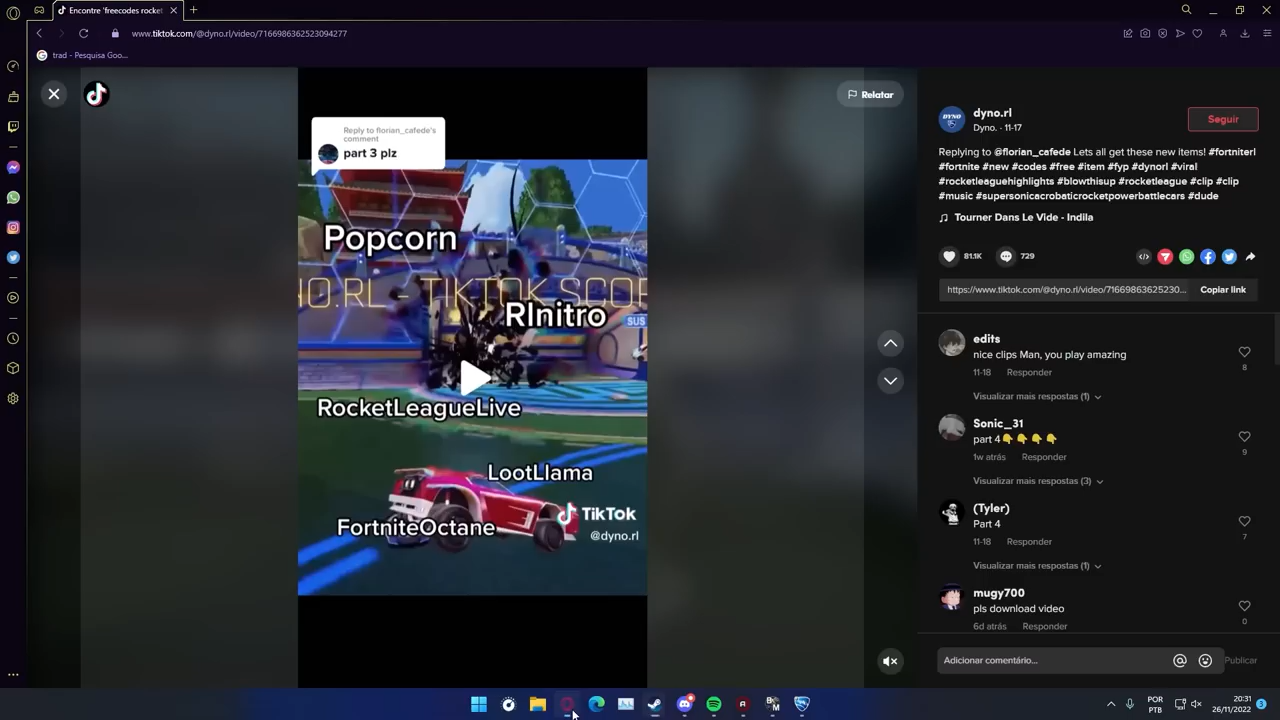 Encontre 'freecodes rocket
www.tiktok.com/@dyno.rl/video/7166986362523094277
trad - Pesquisa Goo...
Relatar
Reply to florian_cafede's
comment
part 3 plz
Popcorn
NO.RL - TIKTOK SCOR
RInitro
SUS
RocketLeagueLive
LootLlama
FortniteOctane
TikTok
@dyno.rl
DYNO
dyno.rl
Dyno. · 11-17
Seguir
Replying to @florian_cafede Lets all get these new items! #fortniterl
#fortnite #new #codes #free #item #fyp #dynorl #viral
#rocketleaguehighlights #blowthisup #rocketleague #clip #clip
#music #supersonicacrobaticrocketpowerbattlecars #dude
Tourner Dans Le Vide - Indila
81.1K
729
https://www.tiktok.com/@dyno.rl/video/71669863625230...
Copiar link
edits
nice clips Man, you play amazing
8
11-18 Responder
Visualizar mais respostas (1)
Sonic_31
part 4👇👇👇👇
9
1w atrás Responder
Visualizar mais respostas (3)
(Tyler)
Part 4
7
11-18 Responder
Visualizar mais respostas (1)
mugy700
pls download video
0
6d atrás Responder
Adicionar comentário...
Publicar
POR
PTB
20:31
26/11/2022
3